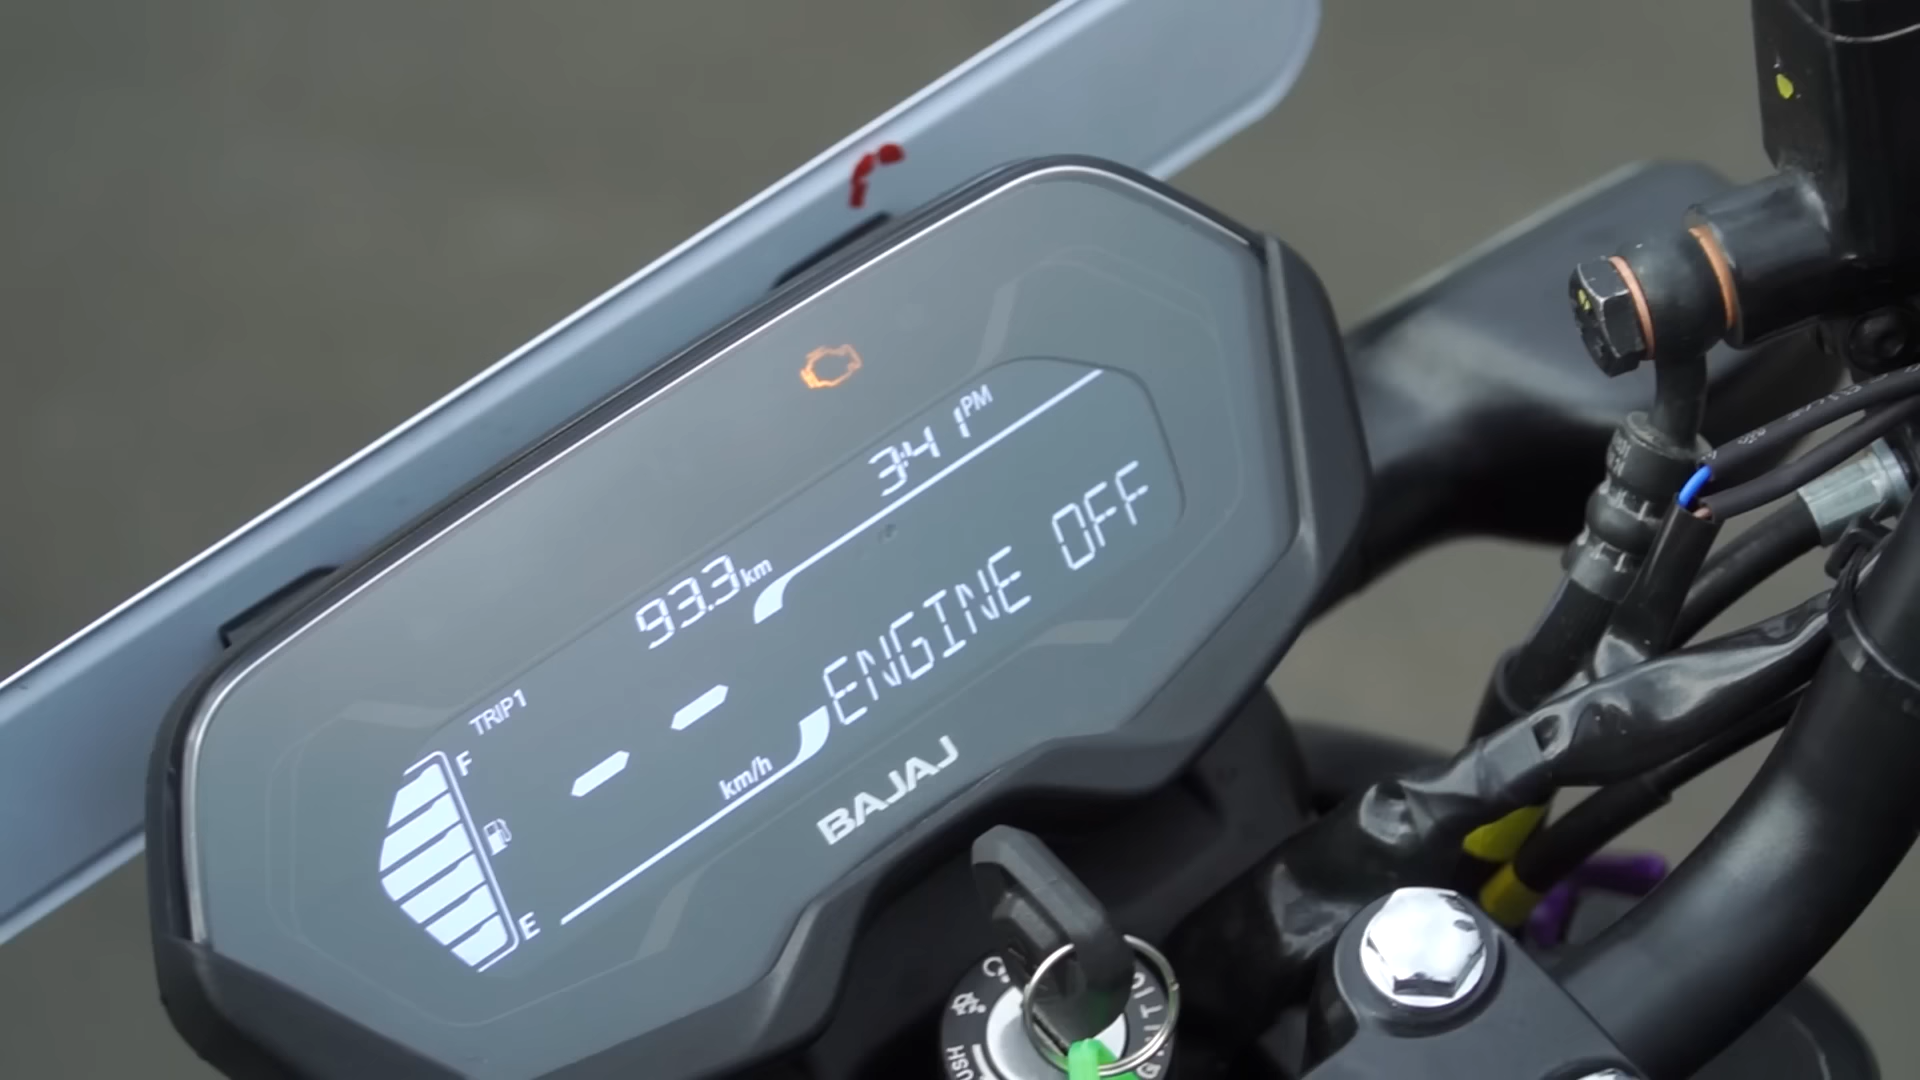 3:41 PM
93.3 km
TRIP1
F
E
-- km/h
ENGINE OFF
BAJAJ